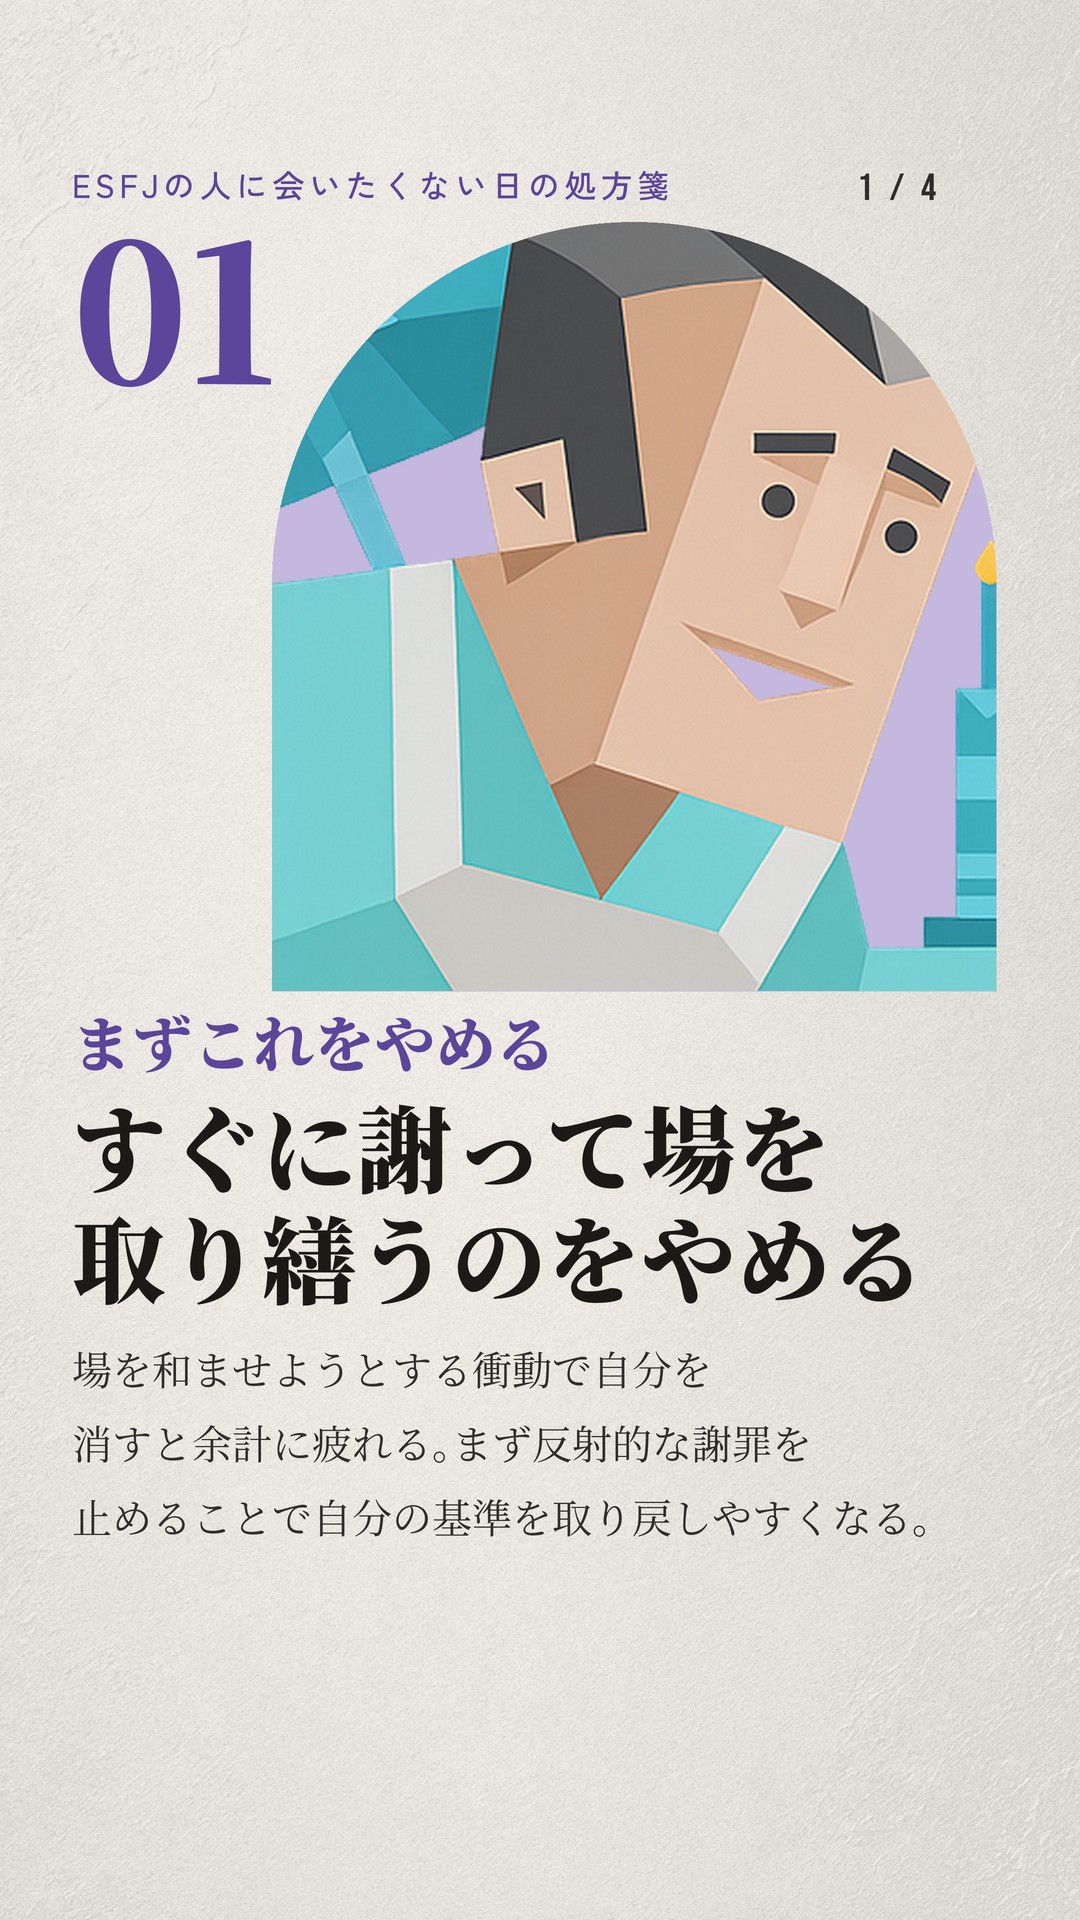 ESFJの人に会いたくない日の処方箋
1 / 4
01
まずこれをやめる
すぐに謝って場を
取り繕うのをやめる
場を和ませようとする衝動で自分を
消すと余計に疲れる。まず反射的な謝罪を
止めることで自分の基準を取り戻しやすくなる。